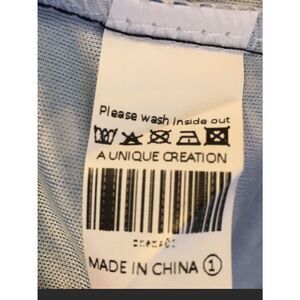 Please wash inside out
A UNIQUE CREATION
MADE IN CHINA ①